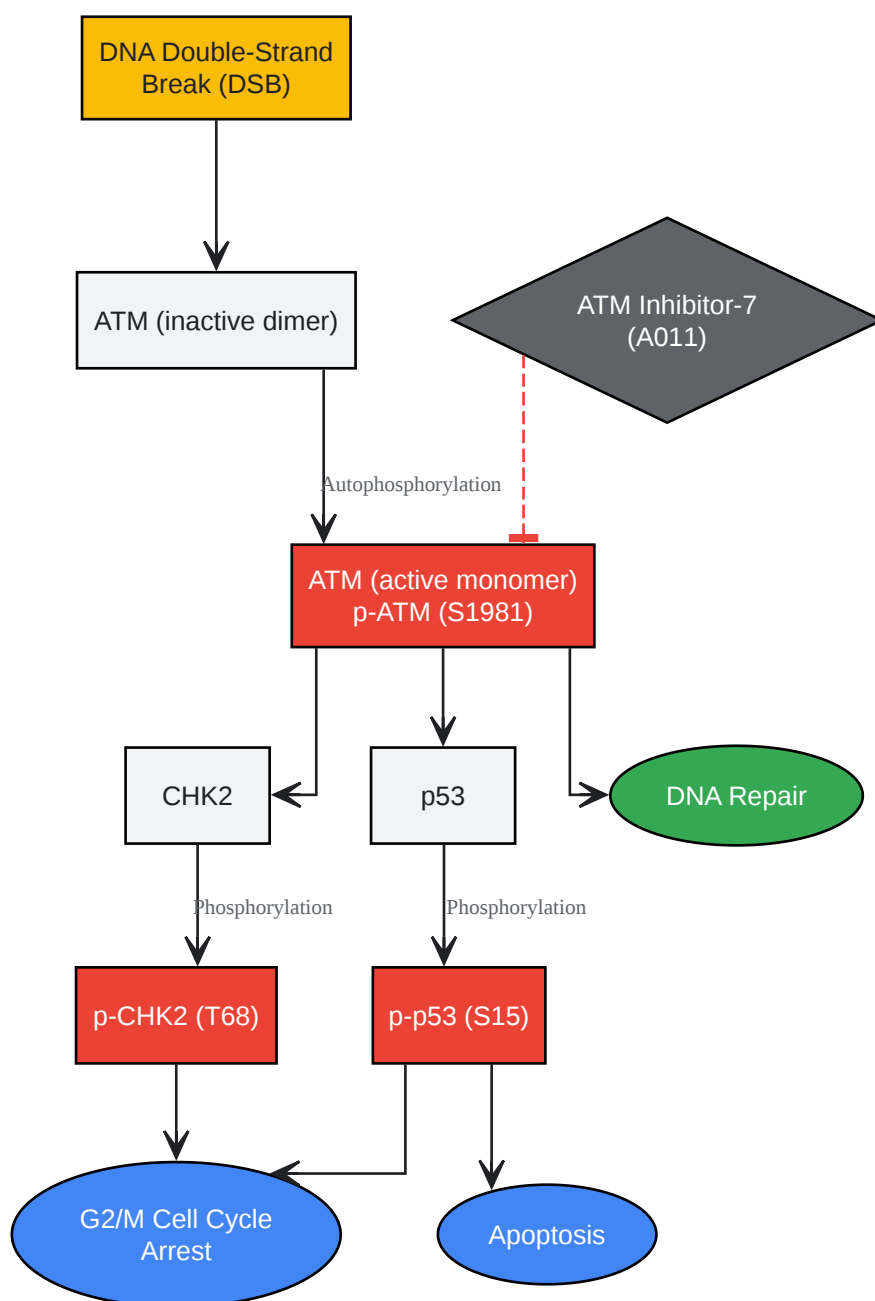 DNA Double-Strand
Break (DSB)
ATM (inactive dimer)
ATM Inhibitor-7
(A011)
Autophosphorylation
ATM (active monomer)
p-ATM (S1981)
CHK2
p53
DNA Repair
Phosphorylation
Phosphorylation
p-CHK2 (T68)
p-p53 (S15)
G2/M Cell Cycle
Arrest
Apoptosis